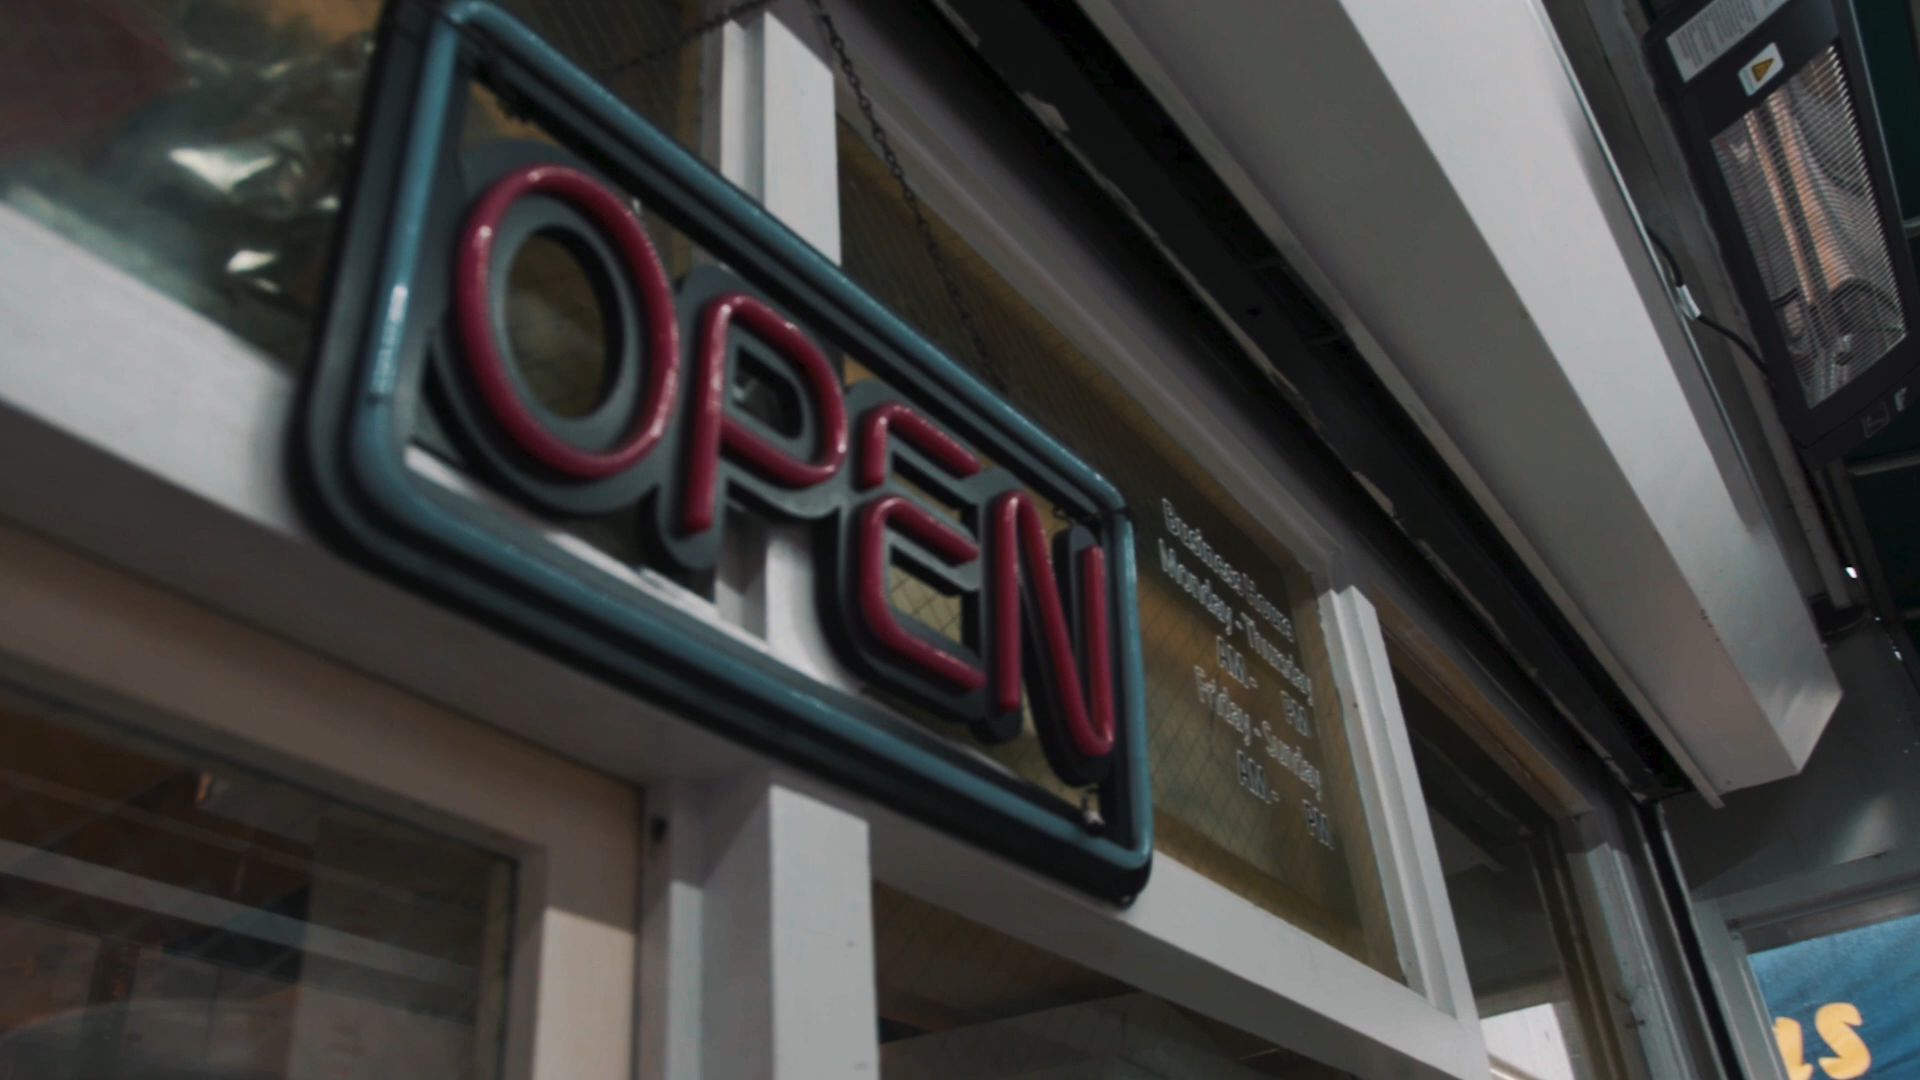 OPEN
Business Hours
Monday - Thursday
AM - PM
Friday - Sunday
AM - PM